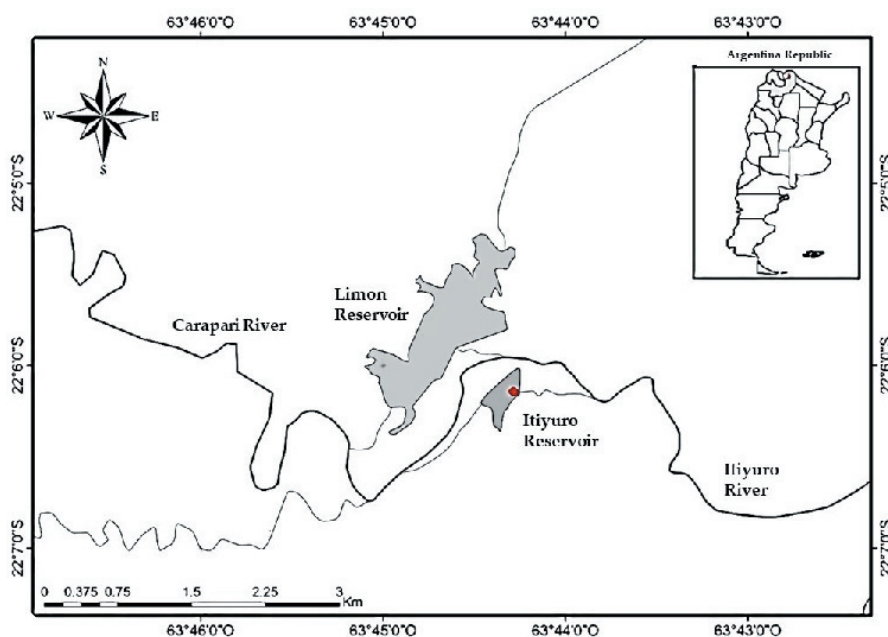 63°46'0"O 63°45'0"O 63°44'0"O 63°43'0"O
Argentina Republic
N
W E
S
22°5'0"S 22°5'0"S
Limon
Reservoir
Carapari River
22°6'0"S 22°6'0"S
Itiyuro
Reservoir
Itiyuro
River
22°7'0"S 22°7'0"S
0 0.375 0.75 1.5 2.25 3
Km
63°46'0"O 63°45'0"O 63°44'0"O 63°43'0"O